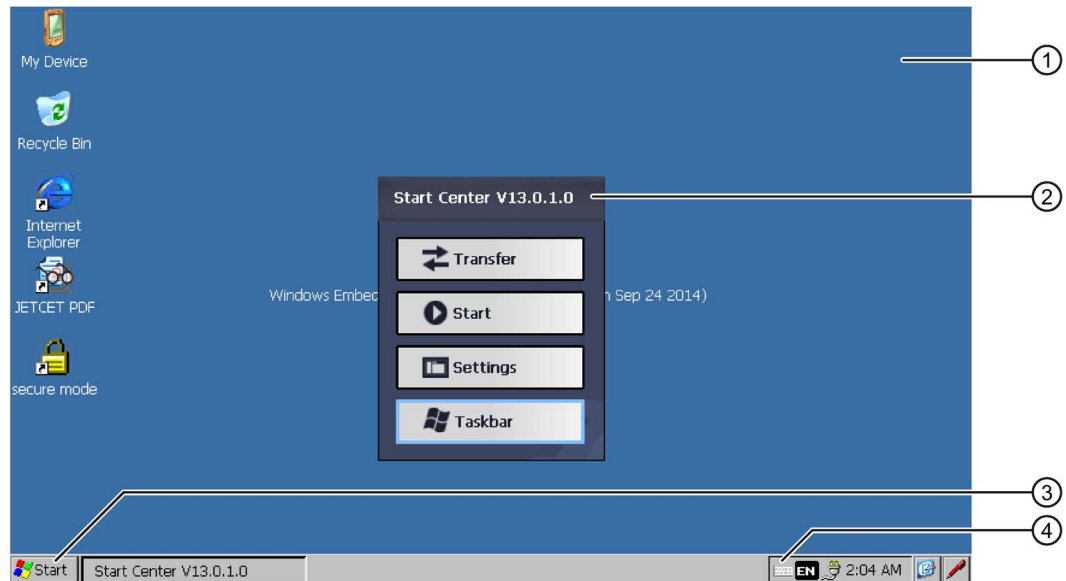 My Device
1
Recycle Bin
Start Center V13.0.1.0
2
Internet
Explorer
Transfer
JETCET PDF
Windows Embed
n Sep 24 2014)
Start
Settings
secure mode
Taskbar
3
4
Start
Start Center V13.0.1.0
EN
2:04 AM